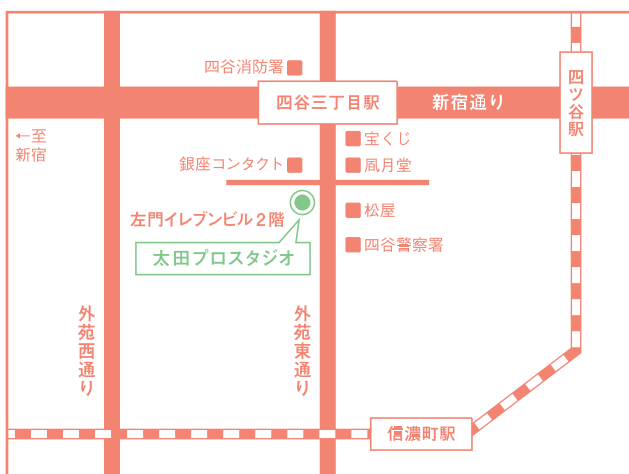 四谷消防署
四谷三丁目駅
新宿通り
四ツ谷駅
←至
新宿
宝くじ
銀座コンタクト
凮月堂
左門イレブンビル2階
松屋
太田プロスタジオ
四谷警察署
外苑西通り
外苑東通り
信濃町駅